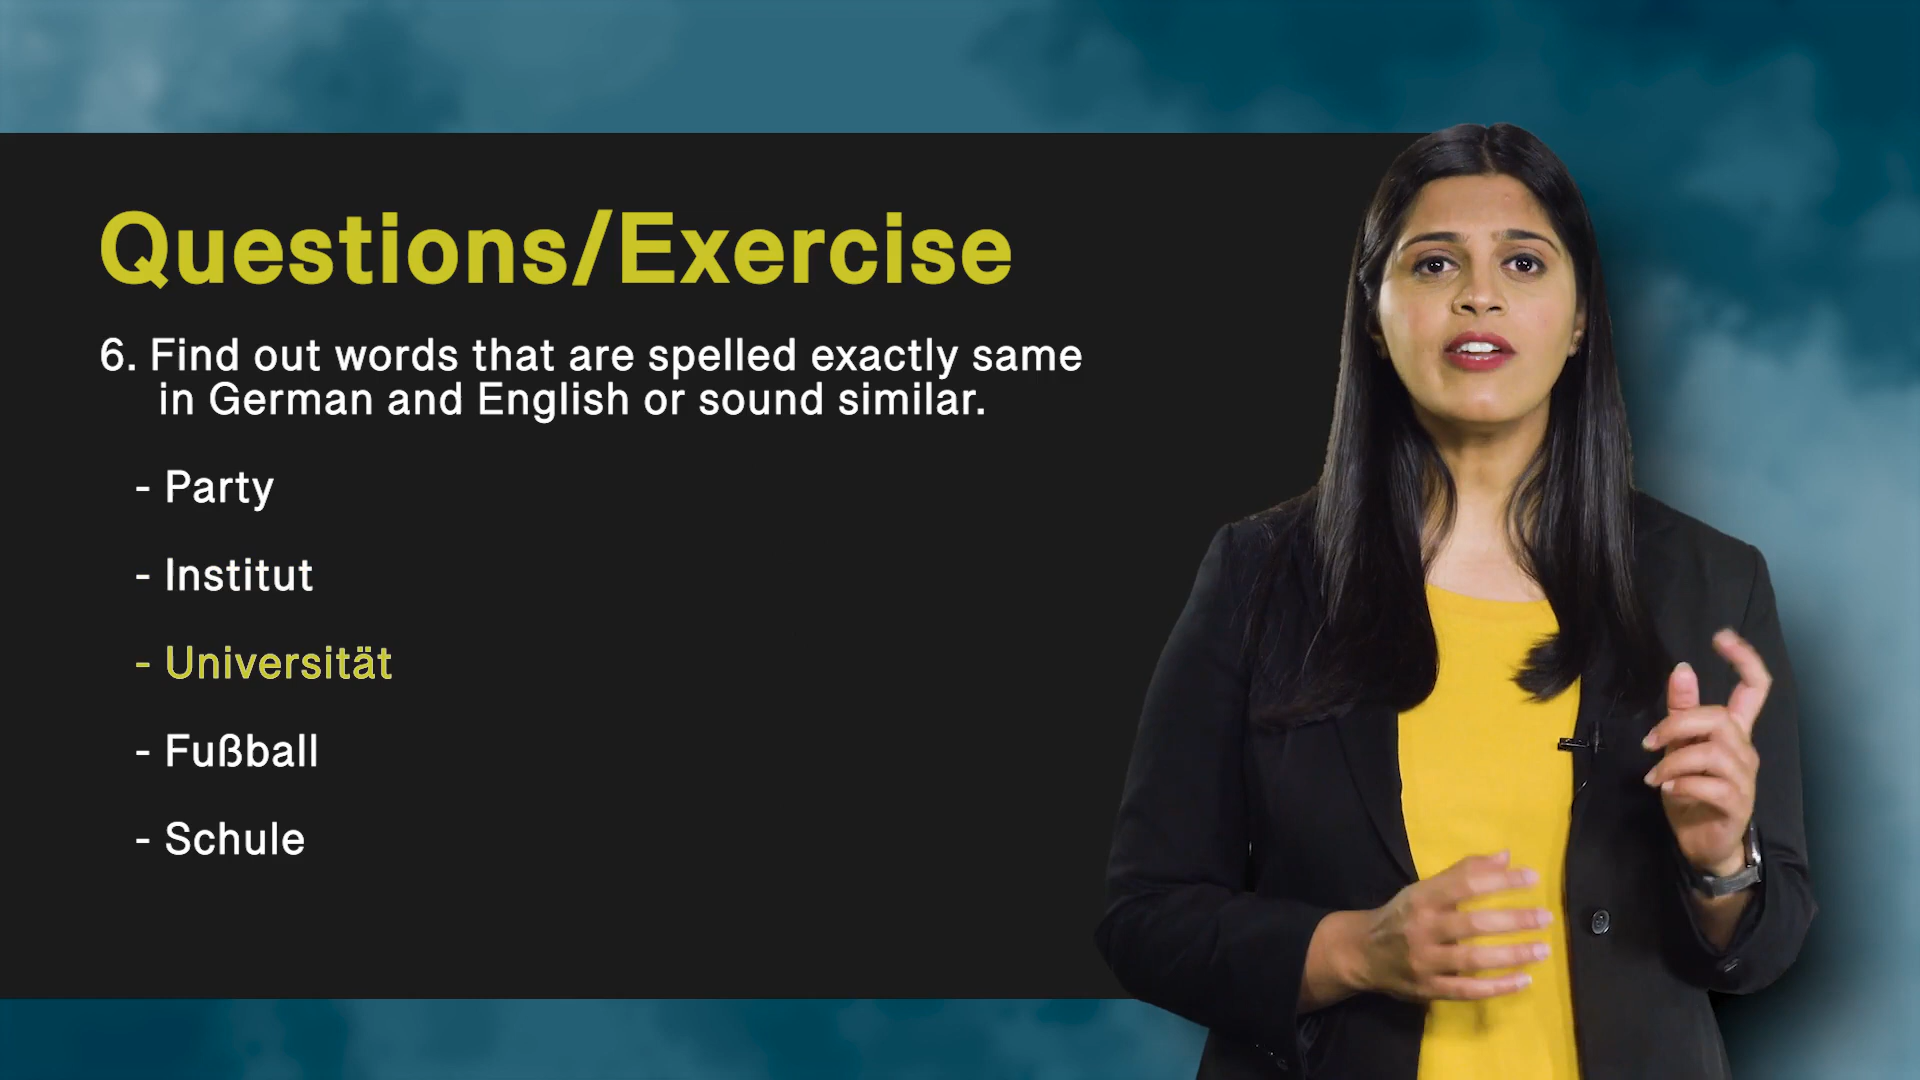 Questions/Exercise
6. Find out words that are spelled exactly same
in German and English or sound similar.
- Party
- Institut
- Universität
- Fußball
- Schule